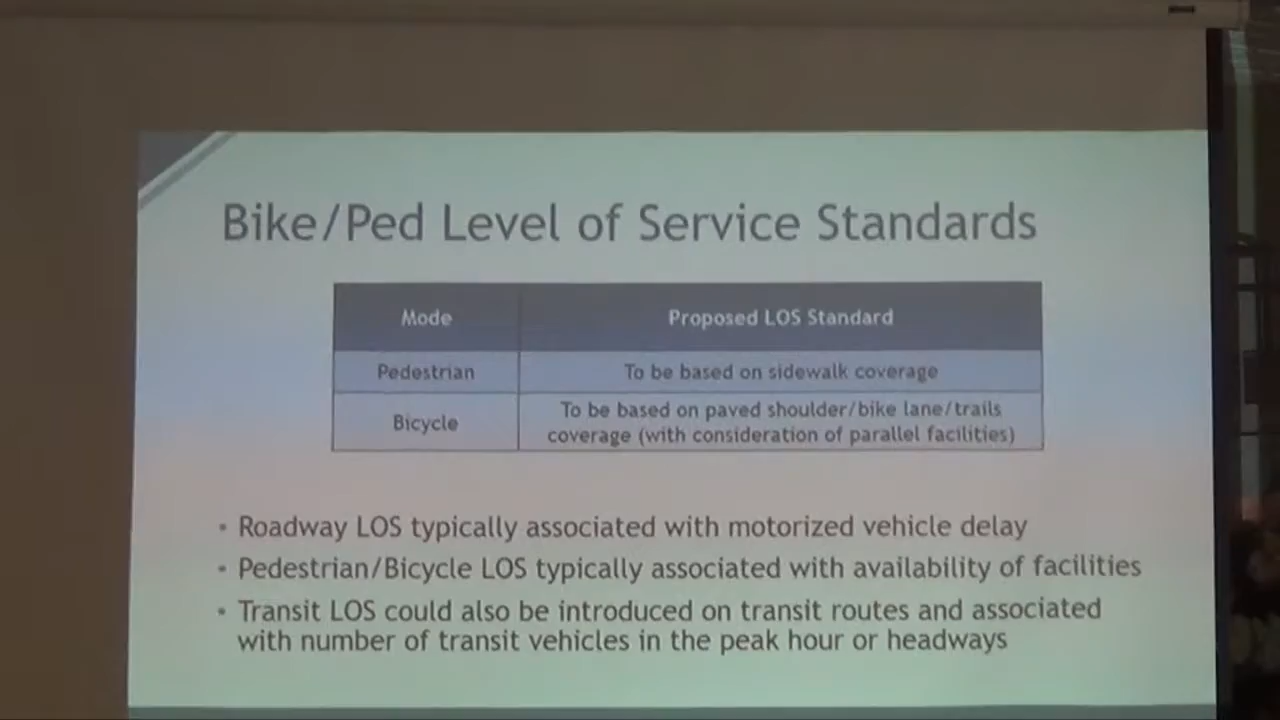 Bike/Ped Level of Service Standards
Mode
Proposed LOS Standard
Pedestrian
To be based on sidewalk coverage
Bicycle
To be based on paved shoulder/bike lane/trails
coverage (with consideration of parallel facilities)
• Roadway LOS typically associated with motorized vehicle delay
• Pedestrian/Bicycle LOS typically associated with availability of facilities
• Transit LOS could also be introduced on transit routes and associated
with number of transit vehicles in the peak hour or headways